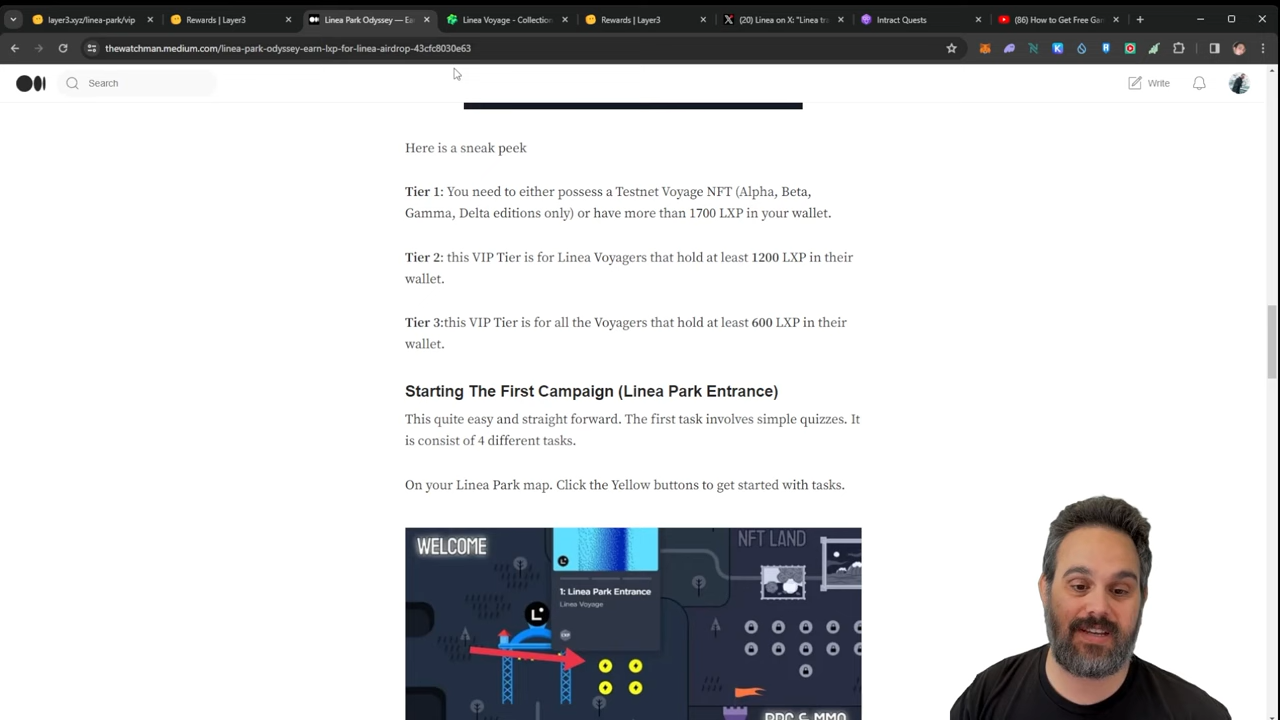 layer3.xyz/linea-park/vip
Rewards | Layer3
Linea Park Odyssey — Ea
Linea Voyage - Collection
Rewards | Layer3
(20) Linea on X: "Linea tr
Intract Quests
(86) How to Get Free Ga
thewatchman.medium.com/linea-park-odyssey-earn-lxp-for-linea-airdrop-43cfc8030e63
Search
Write
Here is a sneak peek
Tier 1: You need to either possess a Testnet Voyage NFT (Alpha, Beta,
Gamma, Delta editions only) or have more than 1700 LXP in your wallet.
Tier 2: this VIP Tier is for Linea Voyagers that hold at least 1200 LXP in their
wallet.
Tier 3:this VIP Tier is for all the Voyagers that hold at least 600 LXP in their
wallet.
Starting The First Campaign (Linea Park Entrance)
This quite easy and straight forward. The first task involves simple quizzes. It
is consist of 4 different tasks.
On your Linea Park map. Click the Yellow buttons to get started with tasks.
WELCOME
NFT LAND
1: Linea Park Entrance
Linea Voyage
L
RPG & MMO